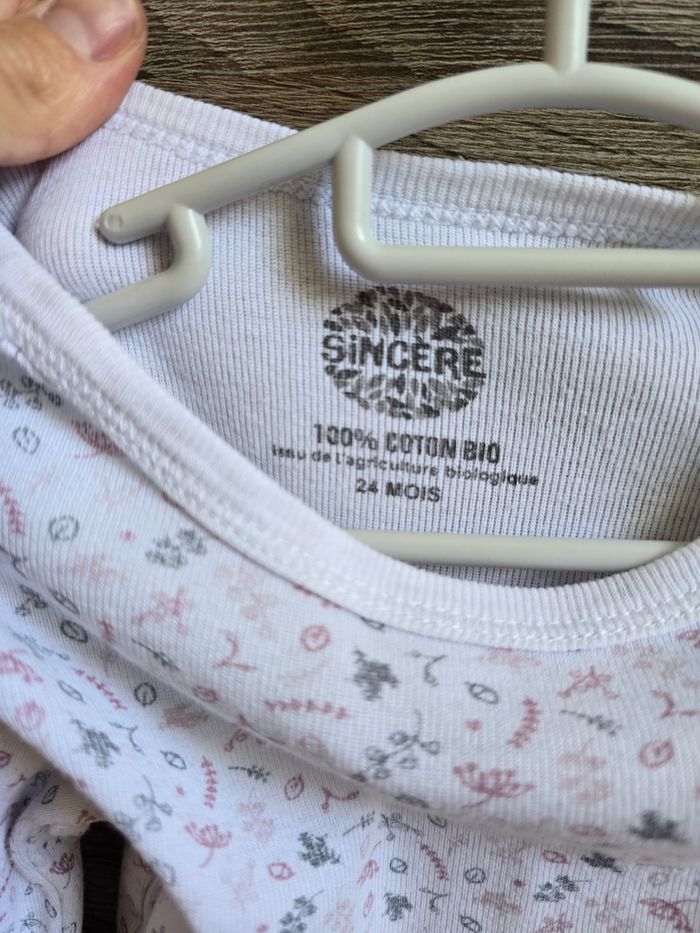 SiNCÈRE
100% COTON BIO
issu de l'agriculture biologique
24 MOIS